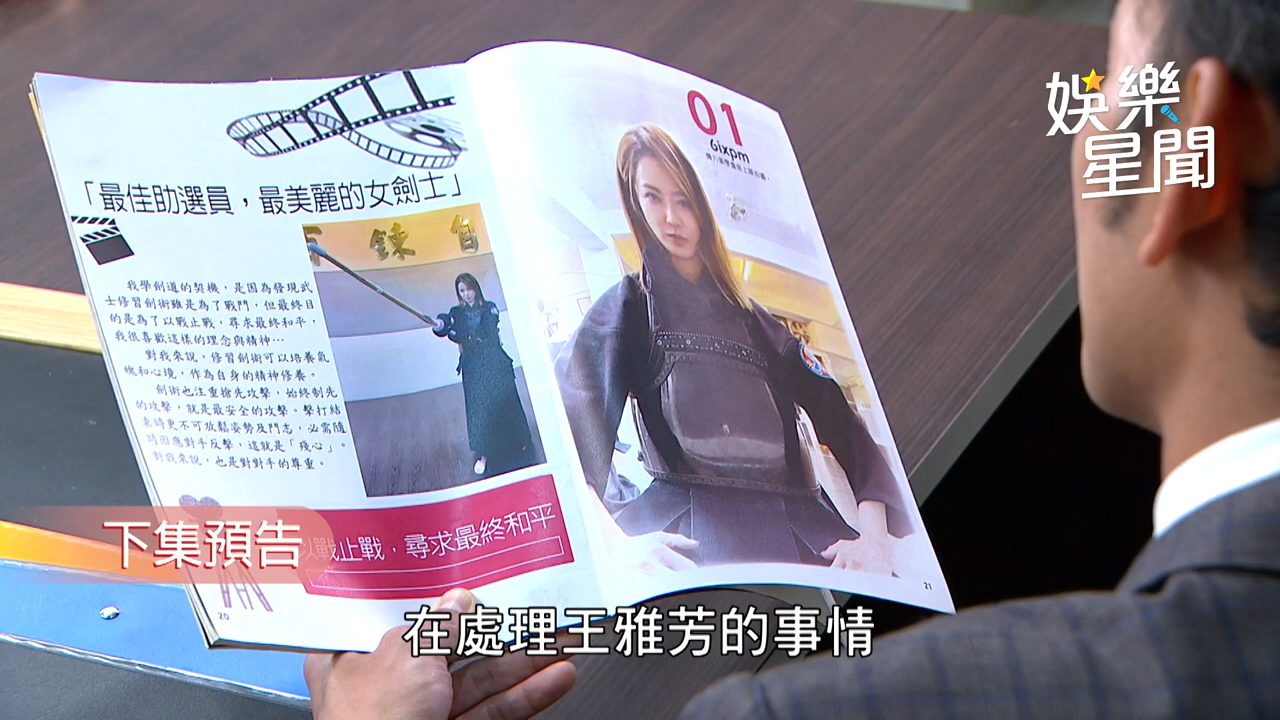 娛樂
星聞
「最佳助選員，最美麗的女劍士」
我學劍道的契機，是因為發現武
士修習劍術雖是為了戰鬥，但最終目
的是為了以戰止戰，尋求最終和平，
我很喜歡這樣的理念與精神⋯
對我來說，修習劍術可以培養氣
魄和心境，作為自身的精神修養。
劍術也注重搶先攻擊，始終制先
的攻擊，就是最安全的攻擊。擊打結
束時更不可放鬆姿勢及鬥志，必需隨
時因應對手反擊，這就是「殘心」。
對我來說，也是對對手的尊重。
以戰止戰，尋求最終和平
20
01
6ixpm
21
下集預告
在處理王雅芳的事情